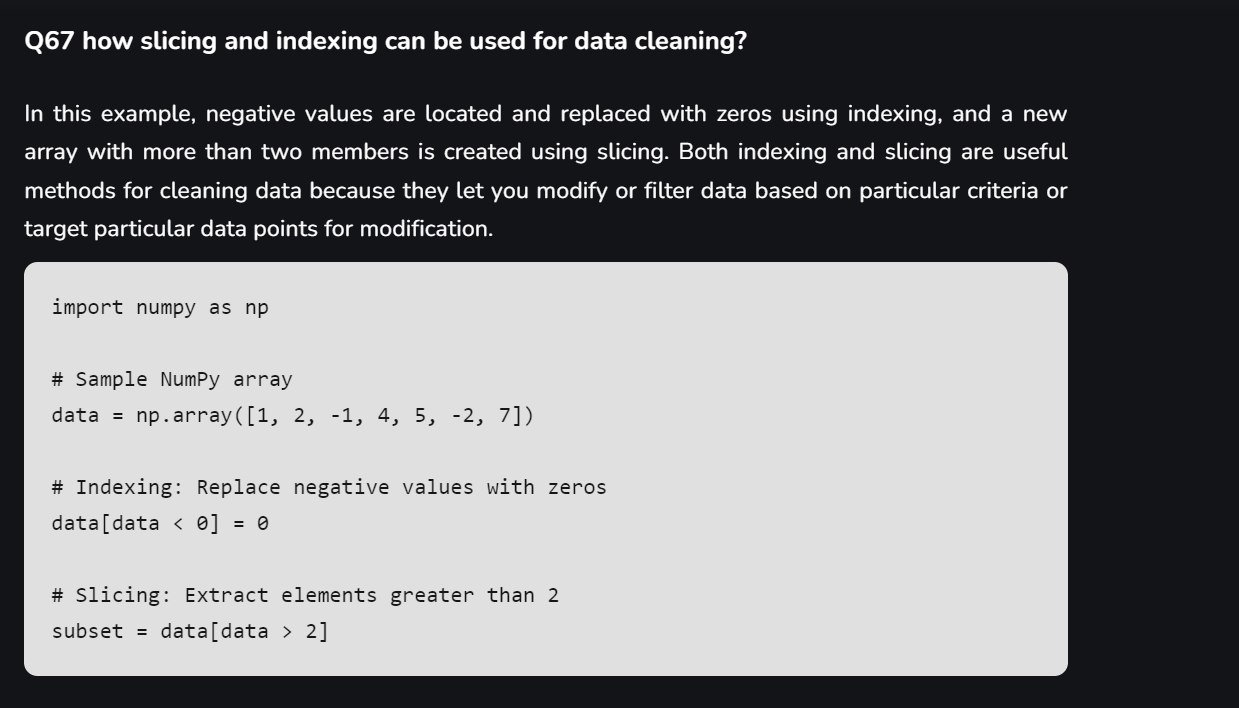 Q67 how slicing and indexing can be used for data cleaning?
In this example, negative values are located and replaced with zeros using indexing, and a new
array with more than two members is created using slicing. Both indexing and slicing are useful
methods for cleaning data because they let you modify or filter data based on particular criteria or
target particular data points for modification.
import numpy as np
# Sample NumPy array
data = np.array([1, 2, -1, 4, 5, -2, 7])
# Indexing: Replace negative values with zeros
data[data < 0] = 0
# Slicing: Extract elements greater than 2
subset = data[data > 2]